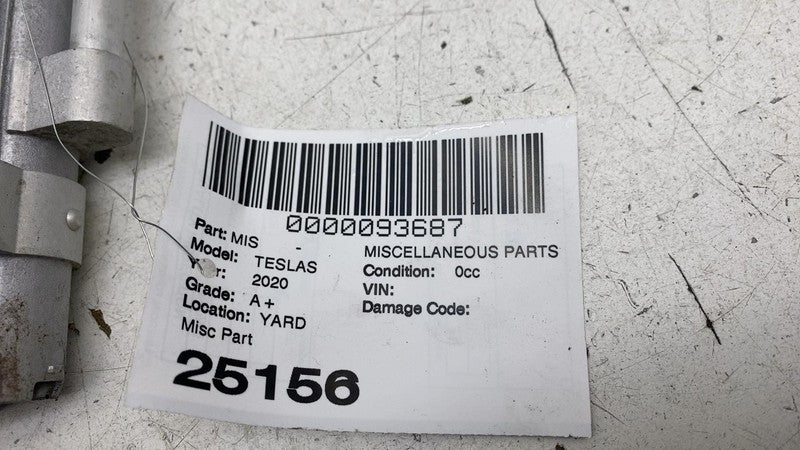 0000093687
Part: MIS - MISCELLANEOUS PARTS
Model: TESLAS Condition: 0cc
2020 VIN:
Grade: A+ Damage Code:
Location: YARD
Misc Part
25156